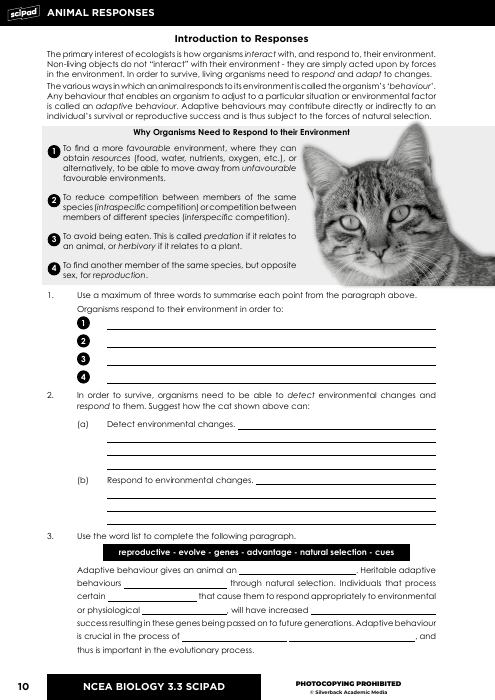 scipad ANIMAL RESPONSES
Introduction to Responses
The primary interest of ecologists is how organisms interact with, and respond to, their environment.
Non-living objects do not "interact" with their environment - they are simply acted upon by forces
in the environment. In order to survive, living organisms need to respond and adapt to changes.
The various ways in which an animal responds to its environment is called the organism's 'behaviour'.
Any behaviour that enables an organism to adjust to a particular situation or environmental factor
is called an adaptive behaviour. Adaptive behaviours may contribute directly or indirectly to an
individual's survival or reproductive success and is thus subject to the forces of natural selection.
Why Organisms Need to Respond to their Environment
1 To find a more favourable environment, where they can
obtain resources (food, water, nutrients, oxygen, etc.), or
alternatively, to be able to move away from unfavourable
favourable environments.
2 To reduce competition between members of the same
species (intraspecific competition) or competition between
members of different species (interspecific competition).
3 To avoid being eaten. This is called predation if it relates to
an animal, or herbivory if it relates to a plant.
4 To find another member of the same species, but opposite
sex, for reproduction.
1. Use a maximum of three words to summarise each point from the paragraph above.
Organisms respond to their environment in order to:
1
2
3
4
2. In order to survive, organisms need to be able to detect environmental changes and
respond to them. Suggest how the cat shown above can:
(a) Detect environmental changes.
(b) Respond to environmental changes.
3. Use the word list to complete the following paragraph.
reproductive - evolve - genes - advantage - natural selection - cues
Adaptive behaviour gives an animal an ____. Heritable adaptive
behaviours ____ through natural selection. Individuals that process
certain ____ that cause them to respond appropriately to environmental
or physiological ____, will have increased ____
success resulting in these genes being passed on to future generations. Adaptive behaviour
is crucial in the process of ____ ____, and
thus is important in the evolutionary process.
10 NCEA BIOLOGY 3.3 SCIPAD PHOTOCOPYING PROHIBITED
© Silverback Academic Media